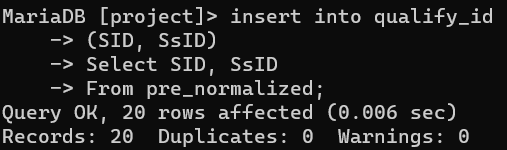 MariaDB [project]> insert into qualify_id
    -> (SID, SsID)
    -> Select SID, SsID
    -> From pre_normalized;
Query OK, 20 rows affected (0.006 sec)
Records: 20  Duplicates: 0  Warnings: 0